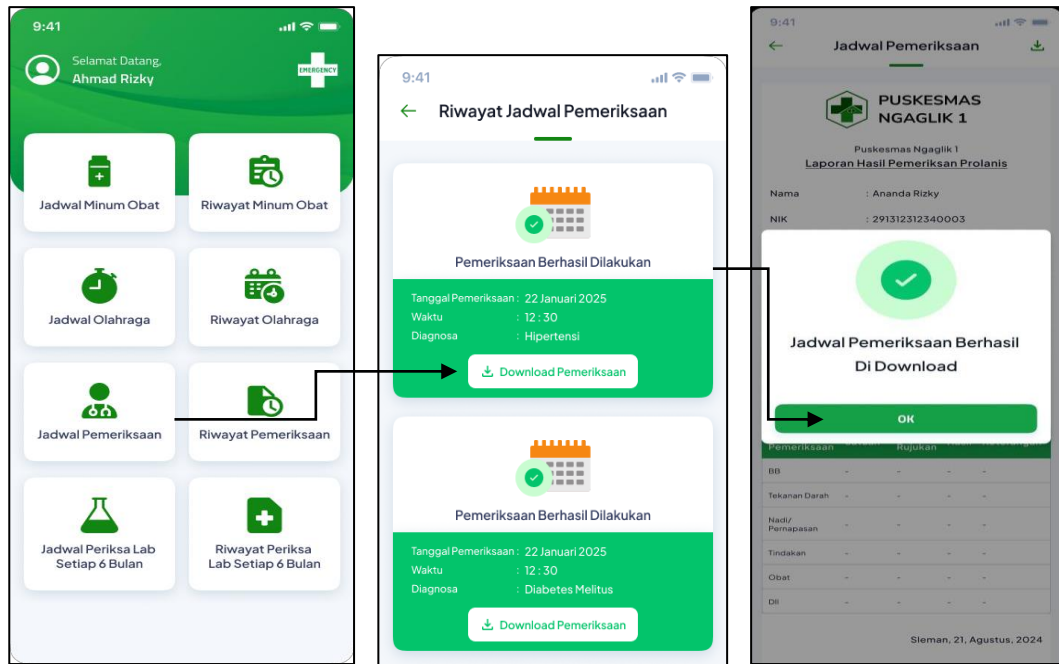 9:41
Selamat Datang,
Ahmad Rizky
EMERGENCY
Jadwal Minum Obat
Riwayat Minum Obat
Jadwal Olahraga
Riwayat Olahraga
Jadwal Pemeriksaan
Riwayat Pemeriksaan
Jadwal Periksa Lab
Setiap 6 Bulan
Riwayat Periksa
Lab Setiap 6 Bulan
9:41
Riwayat Jadwal Pemeriksaan
Pemeriksaan Berhasil Dilakukan
Tanggal Pemeriksaan : 22 Januari 2025
Waktu : 12 : 30
Diagnosa : Hipertensi
Download Pemeriksaan
Pemeriksaan Berhasil Dilakukan
Tanggal Pemeriksaan : 22 Januari 2025
Waktu : 12 : 30
Diagnosa : Diabetes Melitus
Download Pemeriksaan
9:41
Jadwal Pemeriksaan
PUSKESMAS
NGAGLIK 1
Puskesmas Ngaglik 1
Laporan Hasil Pemeriksan Prolanis
Nama : Ananda Rizky
NIK : 291312312340003
Jadwal Pemeriksaan Berhasil
Di Download
OK
Pemeriksaan Rujukan
BB - - - -
Tekanan Darah - - - -
Nadi/
Pernapasan - - - -
Tindakan - - - -
Obat - - - -
Dll - - - -
Sleman, 21, Agustus, 2024